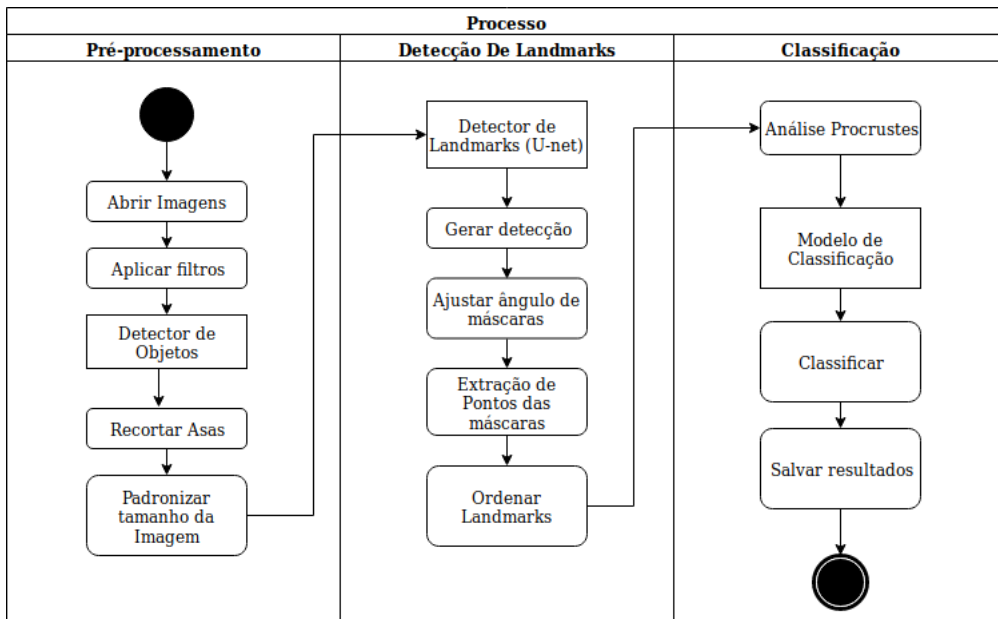 Processo
Pré-processamento
Detecção De Landmarks
Classificação
Abrir Imagens
Aplicar filtros
Detector de
Objetos
Recortar Asas
Padronizar
tamanho da
Imagem
Detector de
Landmarks (U-net)
Gerar detecção
Ajustar ângulo de
máscaras
Extração de
Pontos das
máscaras
Ordenar
Landmarks
Análise Procrustes
Modelo de
Classificação
Classificar
Salvar resultados